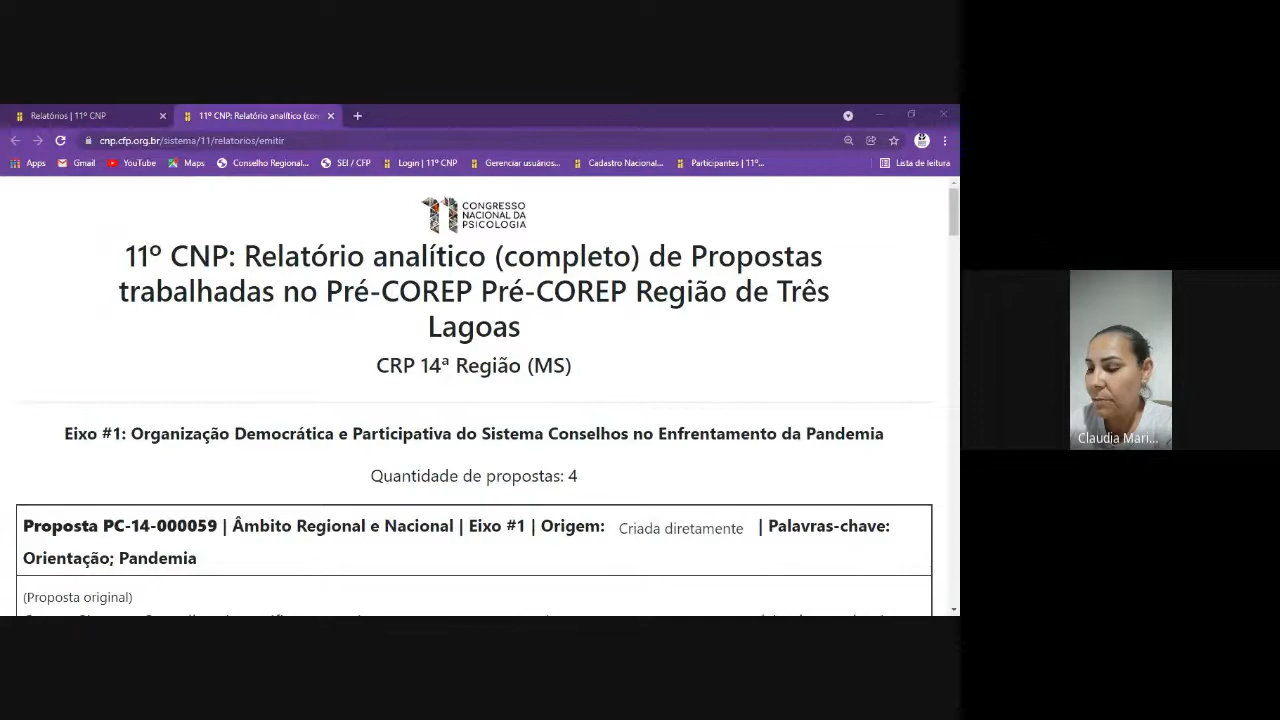 Relatórios | 11º CNP
11º CNP: Relatório analítico (con
cnp.cfp.org.br/sistema/11/relatorios/emitir
Apps Gmail YouTube Maps Conselho Regional... SEI / CFP Login | 11º CNP Gerenciar usuários... Cadastro Nacional... Participantes | 11º... Lista de leitura
11 CONGRESSO
NACIONAL DA
PSICOLOGIA
11º CNP: Relatório analítico (completo) de Propostas
trabalhadas no Pré-COREP Pré-COREP Região de Três
Lagoas
CRP 14ª Região (MS)
Eixo #1: Organização Democrática e Participativa do Sistema Conselhos no Enfrentamento da Pandemia
Quantidade de propostas: 4
Proposta PC-14-000059 | Âmbito Regional e Nacional | Eixo #1 | Origem: Criada diretamente | Palavras-chave:
Orientação; Pandemia
(Proposta original)
Claudia Mari...